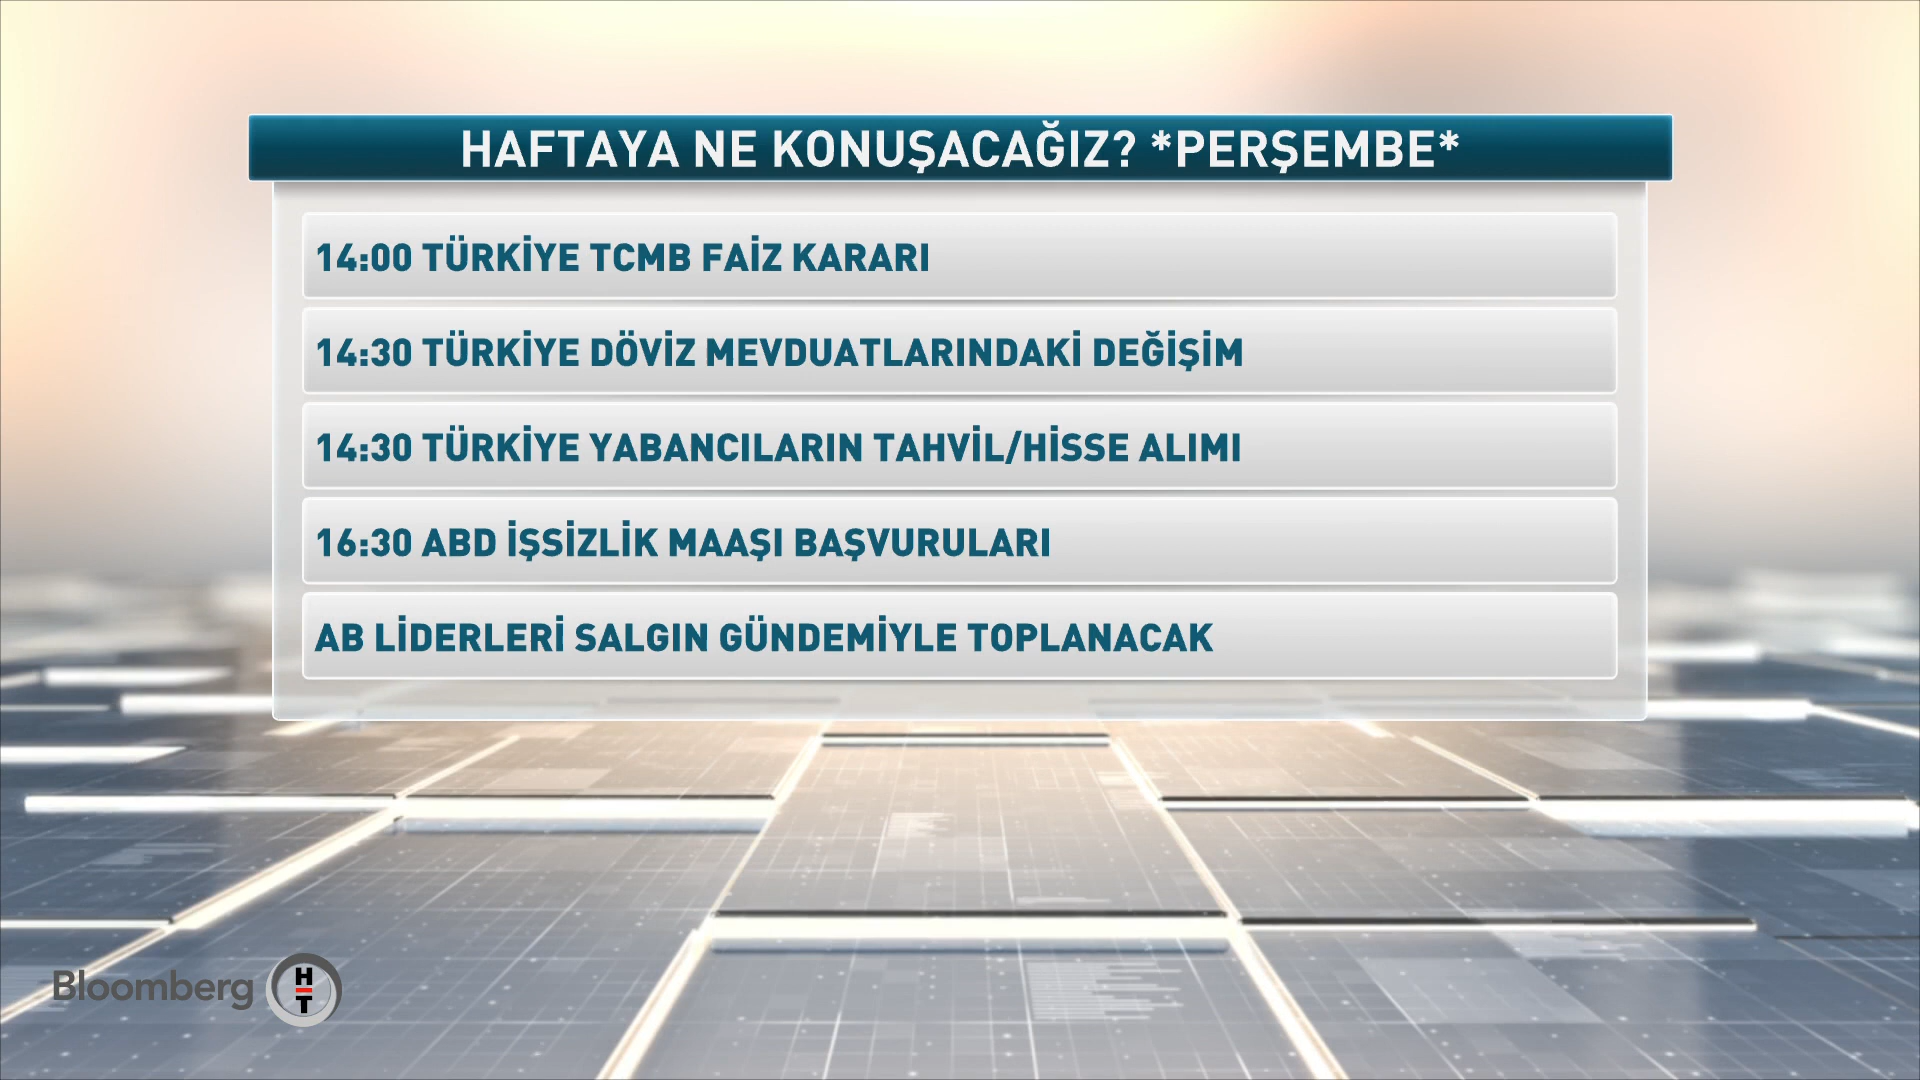 HAFTAYA NE KONUŞACAĞIZ? *PERŞEMBE*
14:00 TÜRKİYE TCMB FAİZ KARARI
14:30 TÜRKİYE DÖVİZ MEVDUATLARINDAKİ DEĞİŞİM
14:30 TÜRKİYE YABANCILARIN TAHVİL/HİSSE ALIMI
16:30 ABD İŞSİZLİK MAAŞI BAŞVURULARI
AB LİDERLERİ SALGIN GÜNDEMİYLE TOPLANACAK
Bloomberg HT